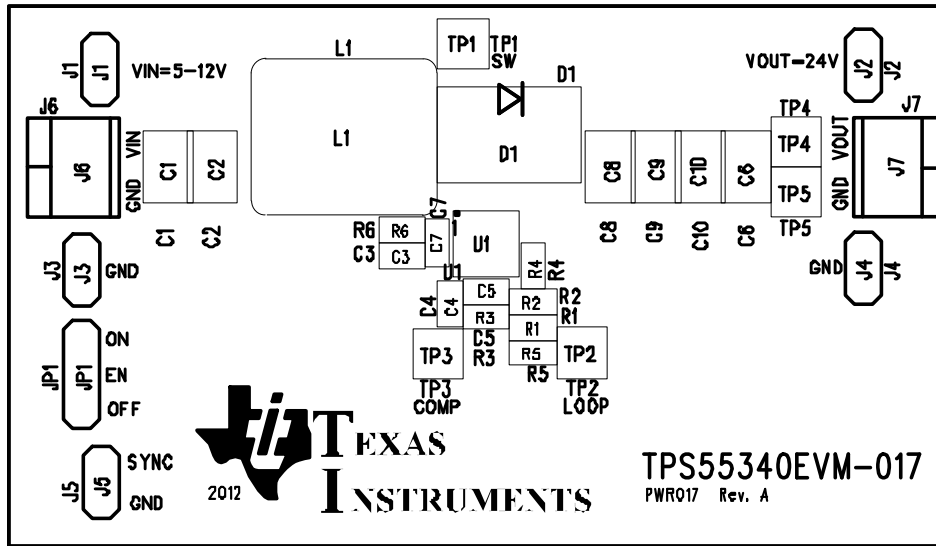 L1
TP1
TP1
SW
J1
J1
VIN=5-12V
D1
VOUT=24V
J2
J2
J6
J6
VIN
GND
C1
C2
C1
C2
L1
D1
C8
C9
C10
C6
C8
C9
C10
C6
TP4
TP4
TP5
TP5
VOUT
GND
J7
J7
J3
J3
GND
R6
R6
C3
C3
C7
C7
U1
U1
R4
R4
GND
J4
J4
C4
C4
C5
R3
C5
R3
R2
R2
R1
R1
R5
R5
JP1
JP1
ON
EN
OFF
TP3
TP3
COMP
TP2
TP2
LOOP
J5
J5
SYNC
GND
2012
TEXAS
INSTRUMENTS
TPS55340EVM-017
PWR017 Rev. A